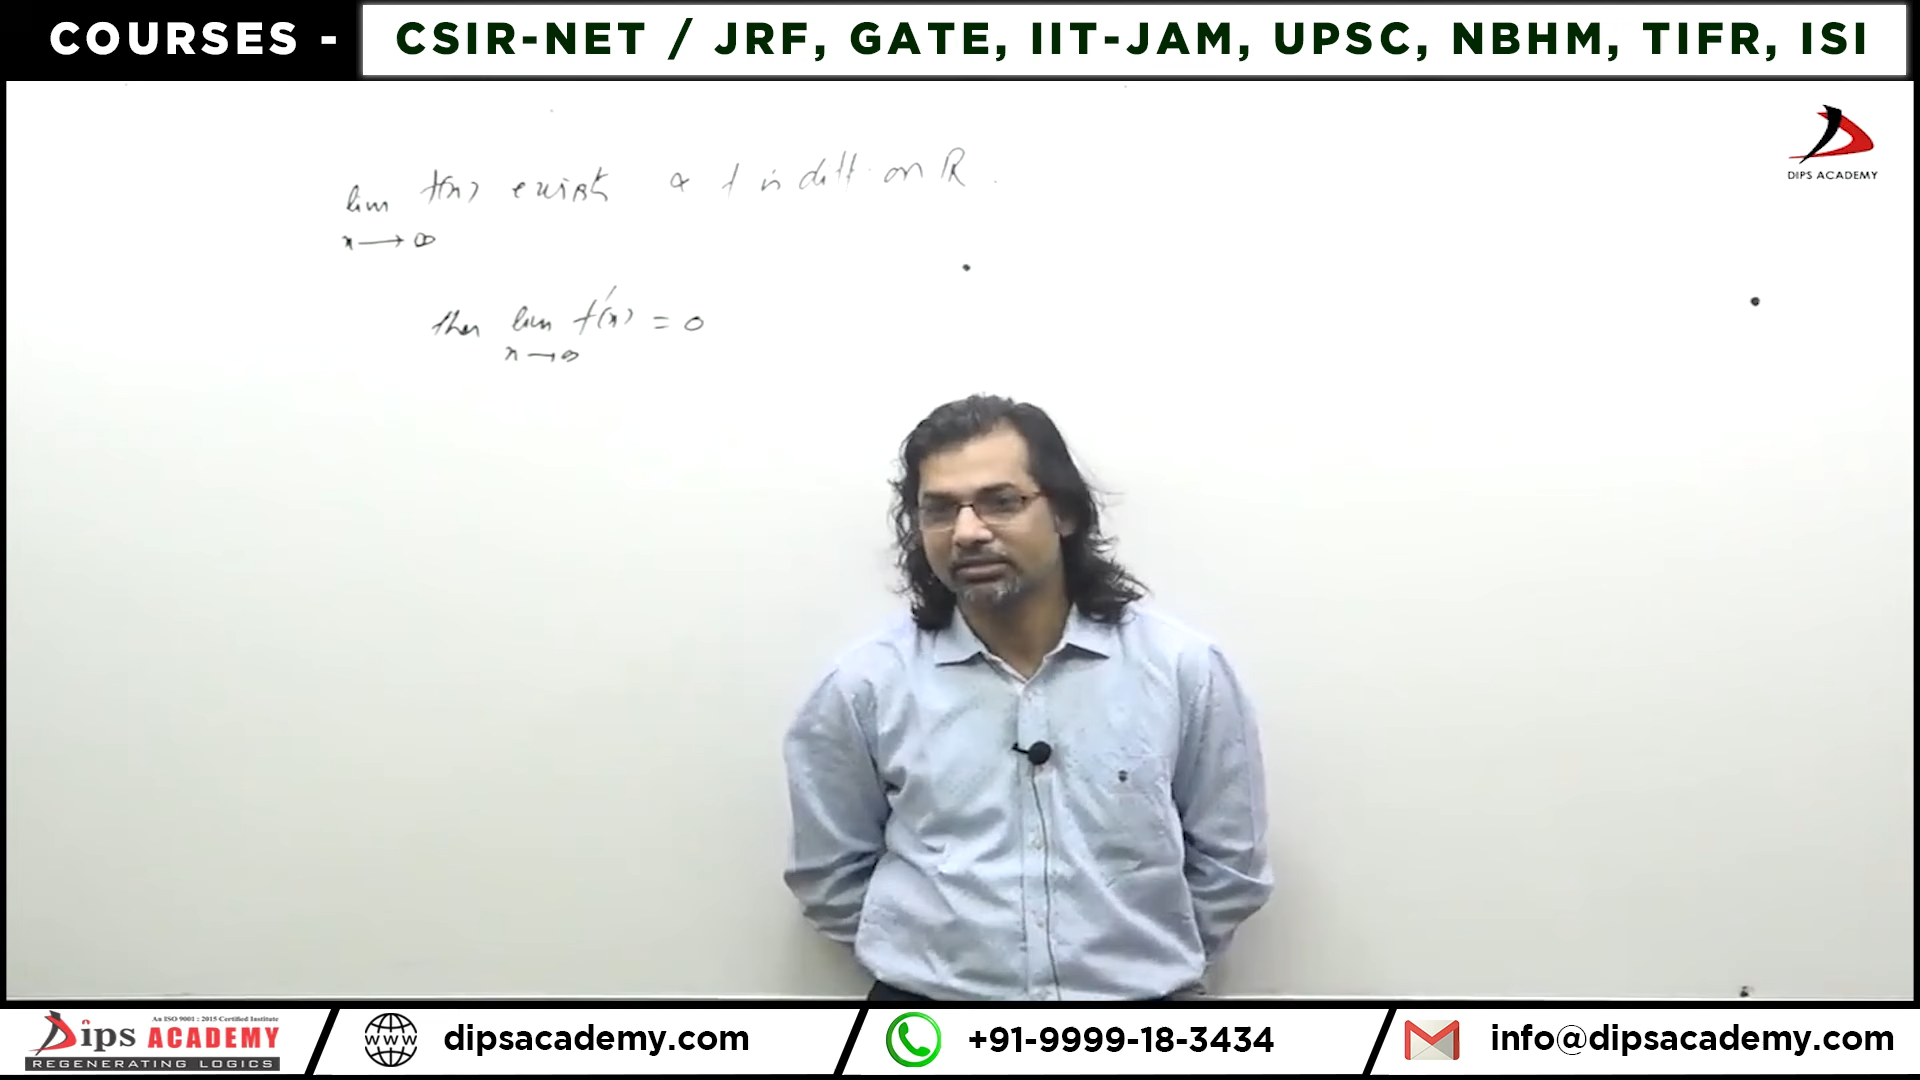 COURSES - CSIR-NET / JRF, GATE, IIT-JAM, UPSC, NBHM, TIFR, ISI
DIPS ACADEMY
lim f(x) exists & f is diff. on R.
x → ∞
then lim f'(x) = 0
x → ∞
An ISO 9001 : 2015 Certified Institute
Dips ACADEMY
REGENERATING LOGICS
WWW
dipsacademy.com
+91-9999-18-3434
info@dipsacademy.com